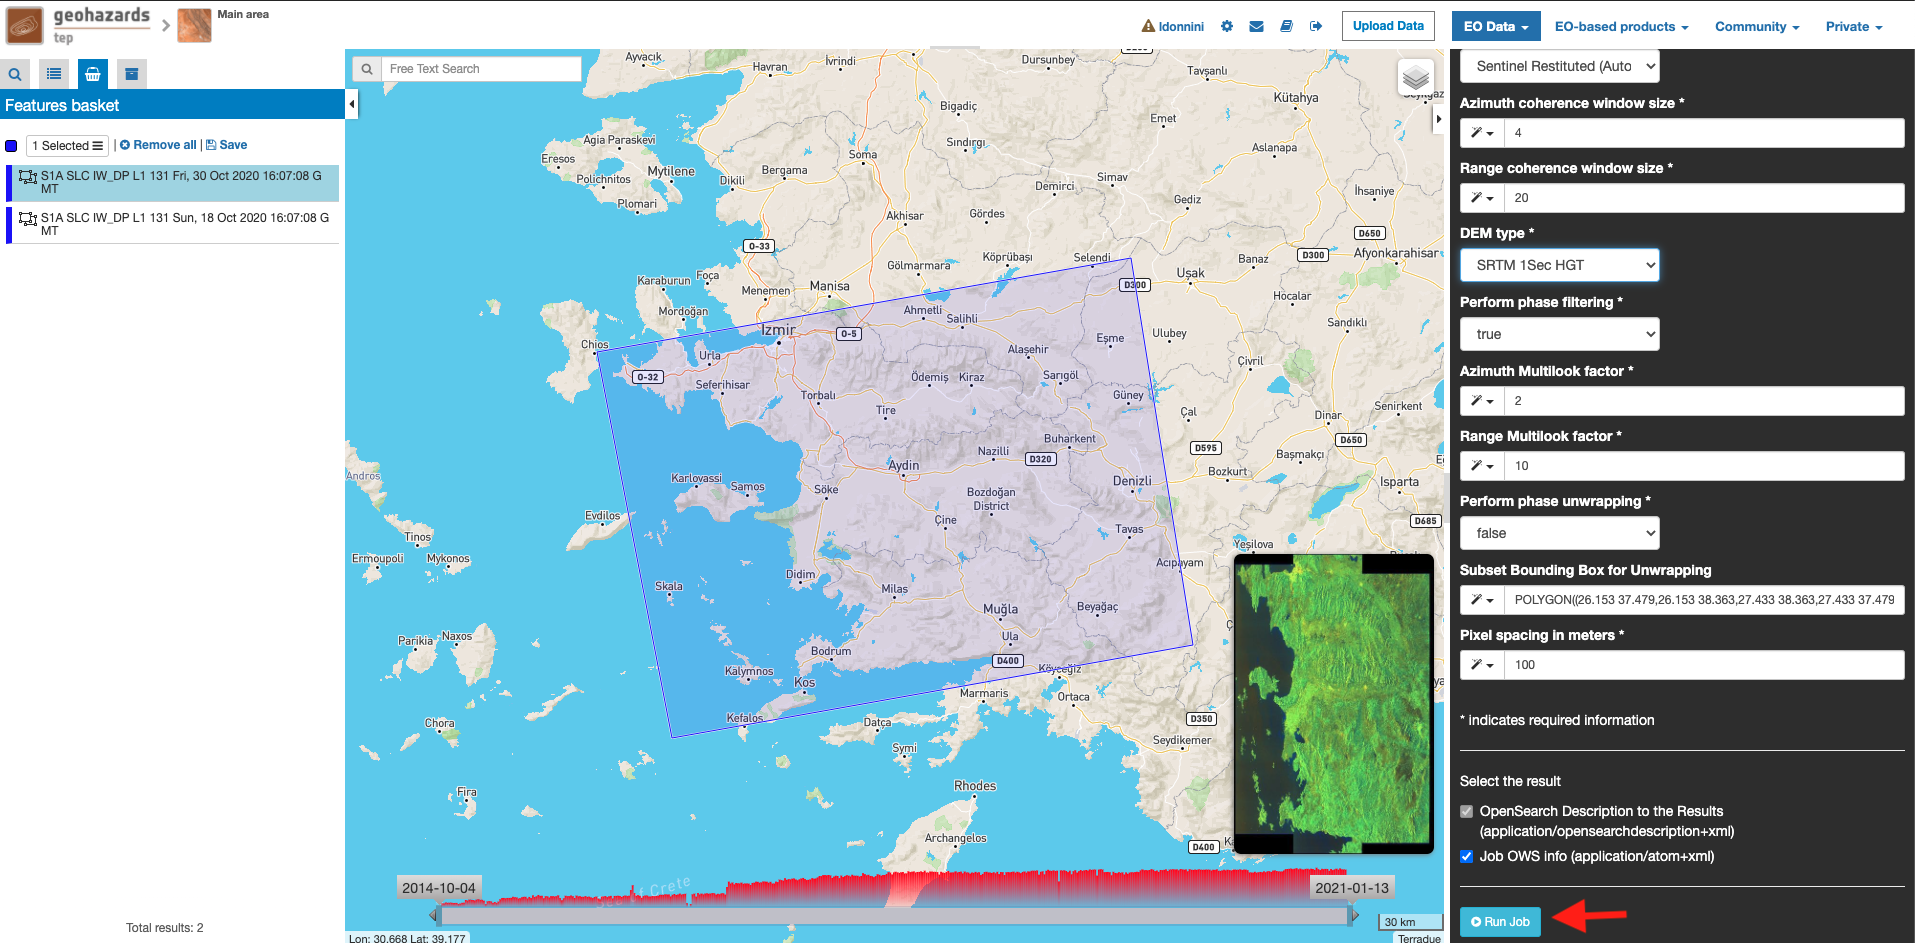 geohazards
tep
Main area
ldonnini
Upload Data
EO Data
EO-based products
Community
Private
Features basket
1 Selected
| Remove all | Save
S1A SLC IW_DP L1 131 Fri, 30 Oct 2020 16:07:08 G
MT
S1A SLC IW_DP L1 131 Sun, 18 Oct 2020 16:07:08 G
MT
Total results: 2
Free Text Search
Ayvacık
Havran
İvrindi
Dursunbey
Tavşanlı
Kütahya
Bigadiç
Emet
Agia Paraskevi
Eresos
Polichnitos
Mytilene
Plomari
Dikili
Bergama
Soma
Sındırgı
Aslanapa
Demirci
Simav
İhsaniye
Gediz
Akhisar
Gördes
D650
O-33
Afyonkarahisar
D300
Gölmarmara
Köprübaşı
Selendi
Banaz
Karaburun
Foça
Menemen
Manisa
Uşak
D300
Hocalar
Mordoğan
Ahmetli
Salihli
Izmir
O-5
Ulubey
Sandıklı
Chios
Urla
Alaşehir
Eşme
Çivril
O-32
Seferihisar
Ödemiş
Kiraz
Sarıgöl
Torbalı
Güney
Tire
Çal
Dinar
Senirkent
Buharkent
D650
D595
Nazilli
D320
Başmakçı
Aydin
Bozkurt
Andros
Karlovassi
Samos
Söke
Denizli
Isparta
Bozdoğan
District
Evdilos
Çine
D685
Tavas
Tinos
Yeşilova
Ermoupoli
Mykonos
Acıpayam
Didim
Skala
Milas
Muğla
Beyağaç
Parikia
Naxos
Ula
Bodrum
D400
Köyceğiz
Kalymnos
Kos
Marmaris
Ortaca
Kefalos
Datça
D350
Chora
Symi
Seydikemer
Rhodes
Fira
Archangelos
D400
2014-10-04
2021-01-13
30 km
Lon: 30.668 Lat: 39.177
Terradue
Sentinel Restituted (Auto
Azimuth coherence window size *
4
Range coherence window size *
20
DEM type *
SRTM 1Sec HGT
Perform phase filtering *
true
Azimuth Multilook factor *
2
Range Multilook factor *
10
Perform phase unwrapping *
false
Subset Bounding Box for Unwrapping
POLYGON((26.153 37.479,26.153 38.363,27.433 38.363,27.433 37.479
Pixel spacing in meters *
100
* indicates required information
Select the result
OpenSearch Description to the Results
(application/opensearchdescription+xml)
Job OWS info (application/atom+xml)
Run Job